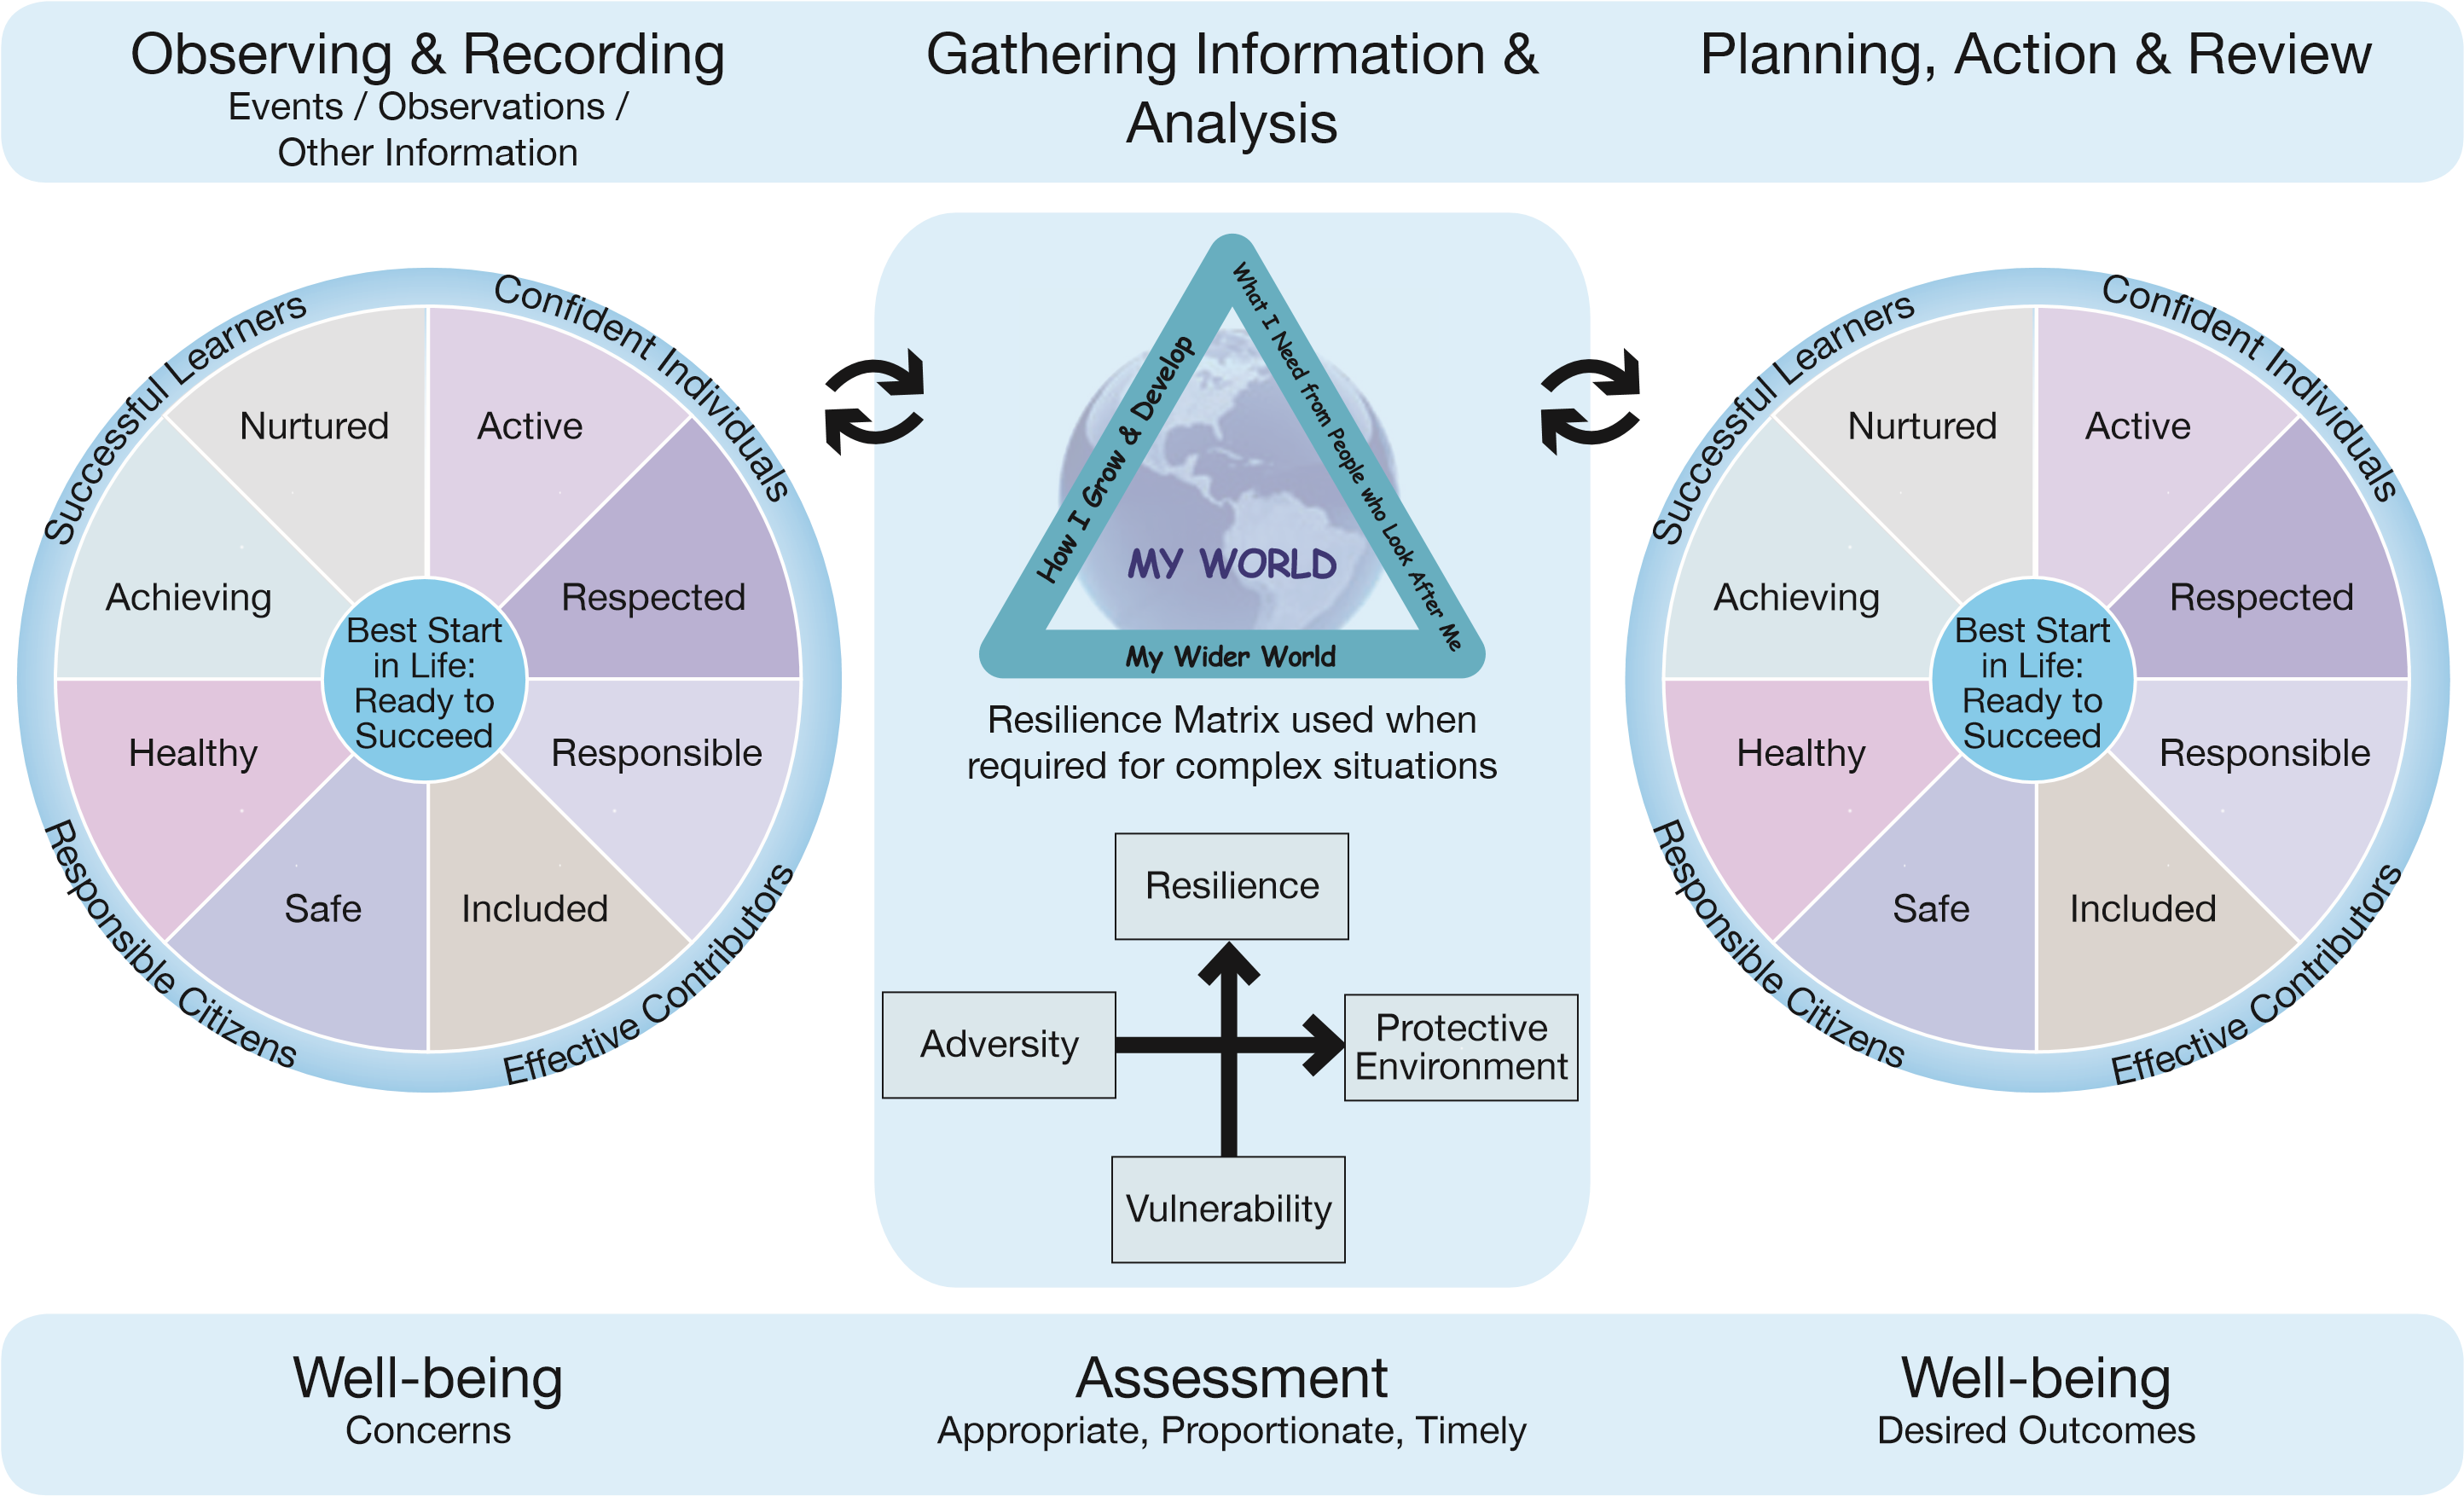 Observing & Recording
Events / Observations /
Other Information
Gathering Information &
Analysis
Planning, Action & Review
Successful Learners
Confident Individuals
Nurtured
Active
Achieving
Respected
Best Start
in Life:
Ready to
Succeed
Healthy
Responsible
Safe
Included
Responsible Citizens
Effective Contributors
How I Grow & Develop
What I Need from People who Look After Me
MY WORLD
My Wider World
Resilience Matrix used when
required for complex situations
Resilience
Adversity
Protective
Environment
Vulnerability
Successful Learners
Confident Individuals
Nurtured
Active
Achieving
Respected
Best Start
in Life:
Ready to
Succeed
Healthy
Responsible
Safe
Included
Responsible Citizens
Effective Contributors
Well-being
Concerns
Assessment
Appropriate, Proportionate, Timely
Well-being
Desired Outcomes